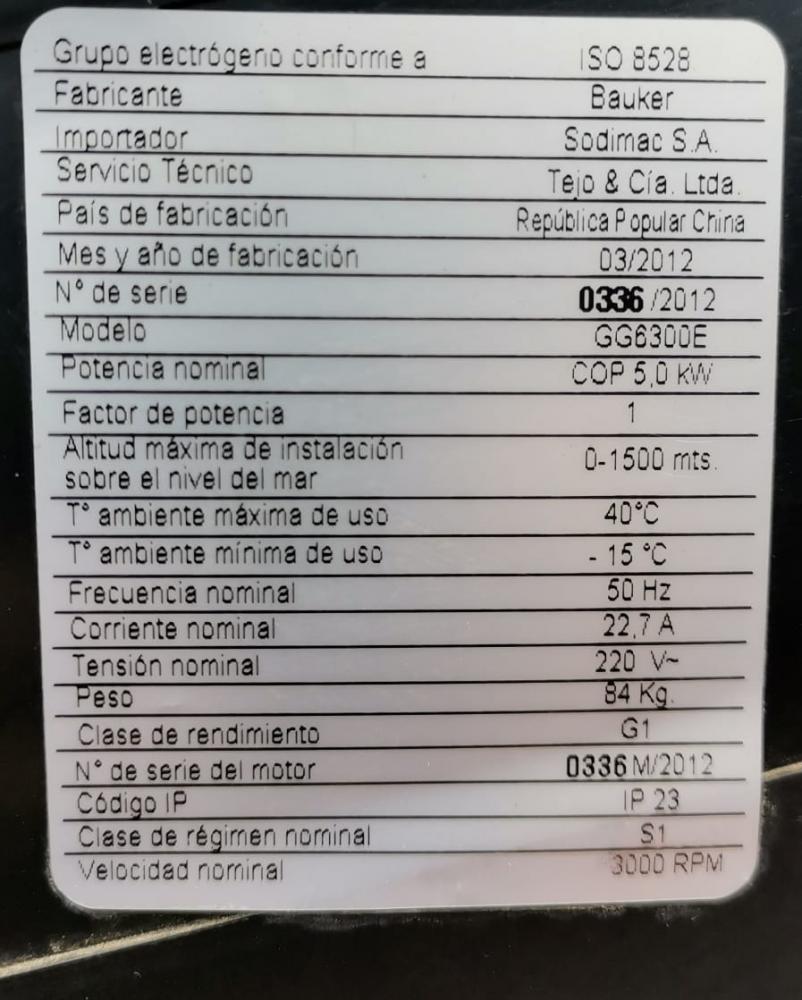 Grupo electrógeno conforme a ISO 8528
Fabricante Bauker
Importador Sodimac S.A.
Servicio Técnico Tejo & Cía. Ltda.
País de fabricación República Popular China
Mes y año de fabricación 03/2012
N° de serie 0336/2012
Modelo GG6300E
Potencia nominal COP 5,0 KW
Factor de potencia 1
Altitud máxima de instalación
sobre el nivel del mar 0-1500 mts.
T° ambiente máxima de uso 40°C
T° ambiente mínima de uso - 15 °C
Frecuencia nominal 50 Hz
Corriente nominal 22,7 A
Tensión nominal 220 V~
Peso 84 Kg.
Clase de rendimiento G1
N° de serie del motor 0336M/2012
Código IP IP 23
Clase de régimen nominal S1
Velocidad nominal 3000 RPM